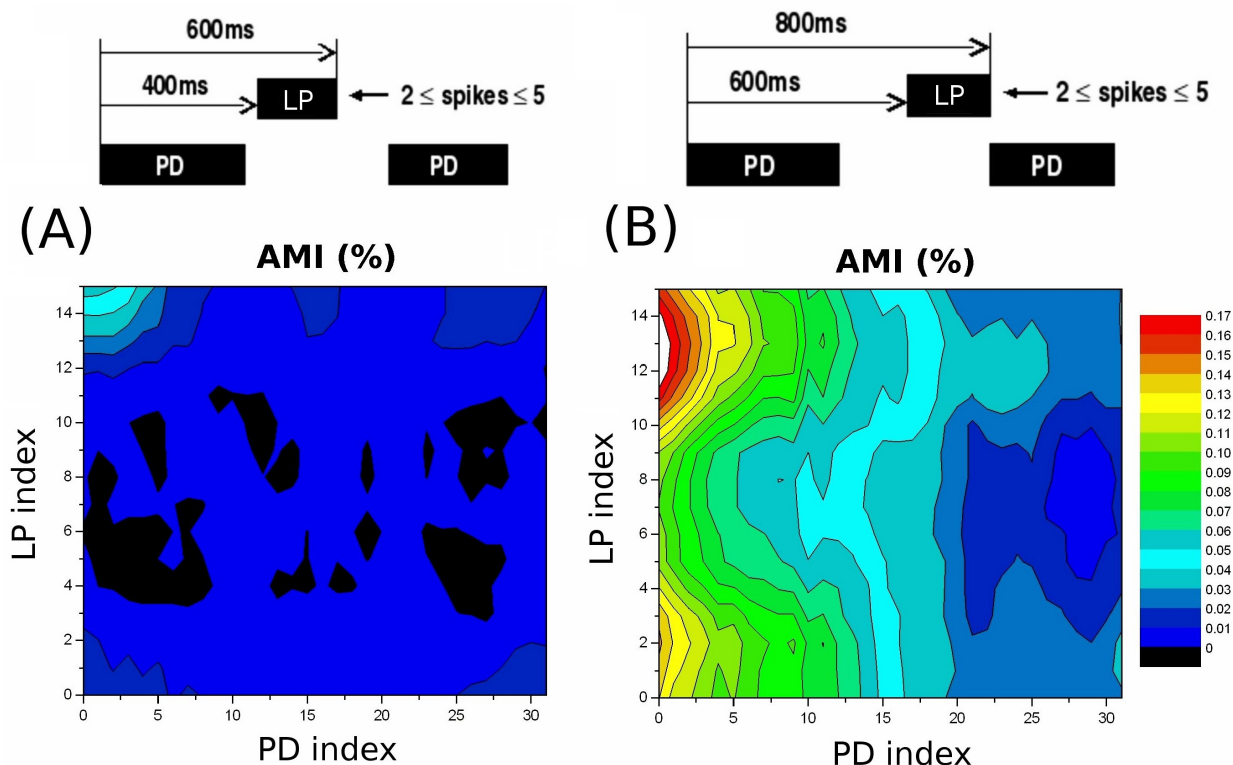 600ms
400ms
LP
2 ≤ spikes ≤ 5
PD
PD
800ms
600ms
LP
2 ≤ spikes ≤ 5
PD
PD
(A)
AMI (%)
14
12
10
8
6
4
2
0
LP index
0
5
10
15
20
25
30
PD index
(B)
AMI (%)
14
12
10
8
6
4
2
0
LP index
0
5
10
15
20
25
30
PD index
0.17
0.16
0.15
0.14
0.13
0.11
0.10
0.09
0.08
0.07
0.06
0.05
0.04
0.03
0.02
0.01
0